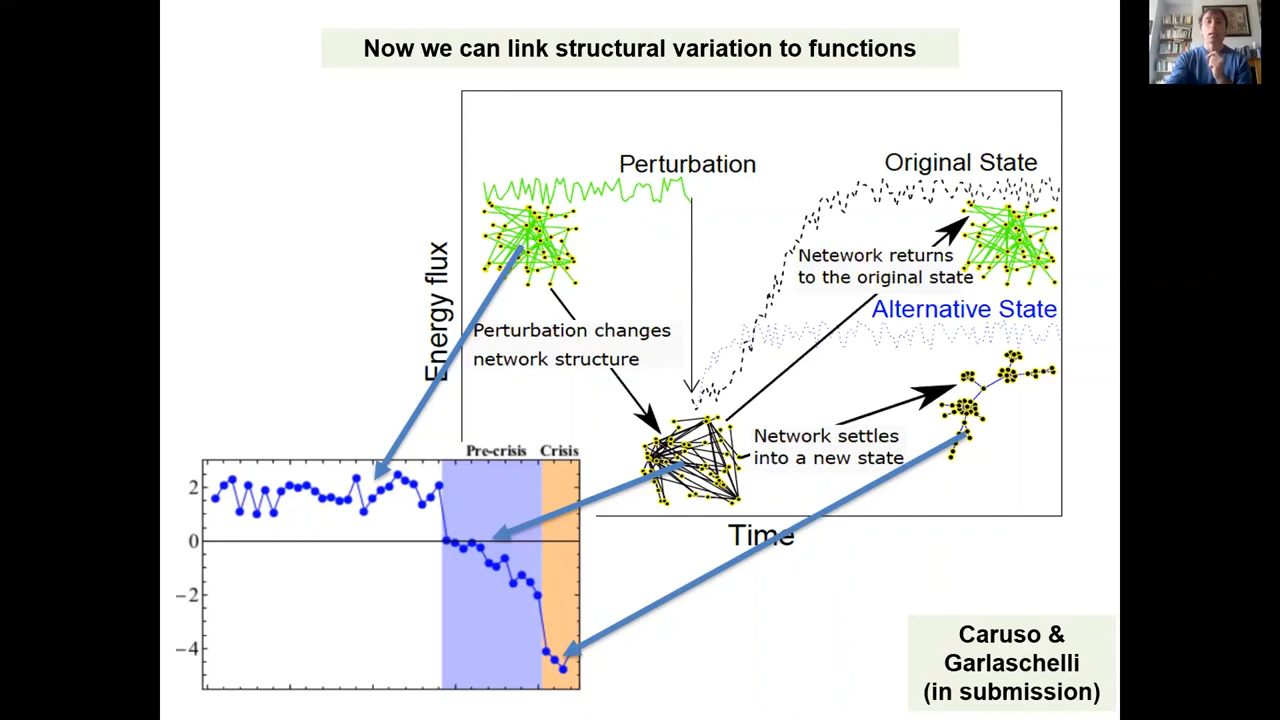 Now we can link structural variation to functions
Perturbation
Original State
Energy flux
Netework returns
to the original state
Alternative State
Perturbation changes
network structure
Network settles
into a new state
Time
Pre-crisis Crisis
2
0
−2
−4
Caruso &
Garlaschelli
(in submission)